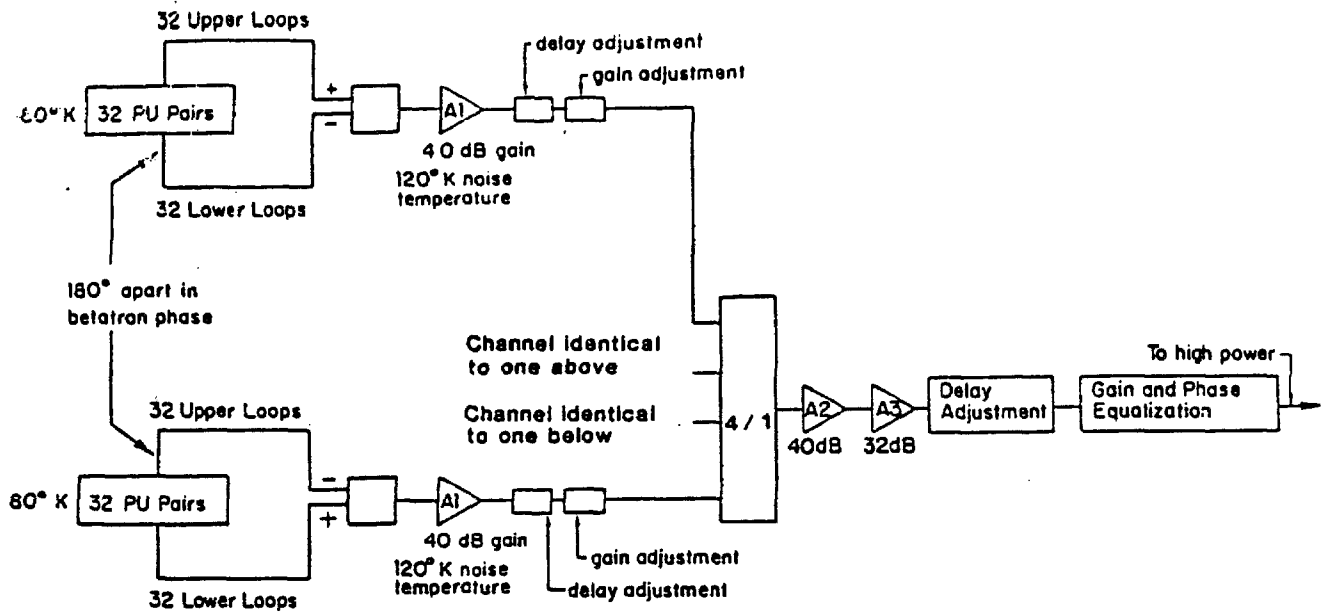 32 Upper Loops
80°K
32 PU Pairs
+
-
A1
delay adjustment
gain adjustment
40 dB gain
120°K noise
temperature
32 Lower Loops
180° apart in
betatron phase
Channel identical
to one above
Channel identical
to one below
4/1
A2
40dB
A3
32dB
Delay
Adjustment
Gain and Phase
Equalization
To high power
32 Upper Loops
80° K
32 PU Pairs
-
+
A1
40 dB gain
120°K noise
temperature
gain adjustment
delay adjustment
32 Lower Loops